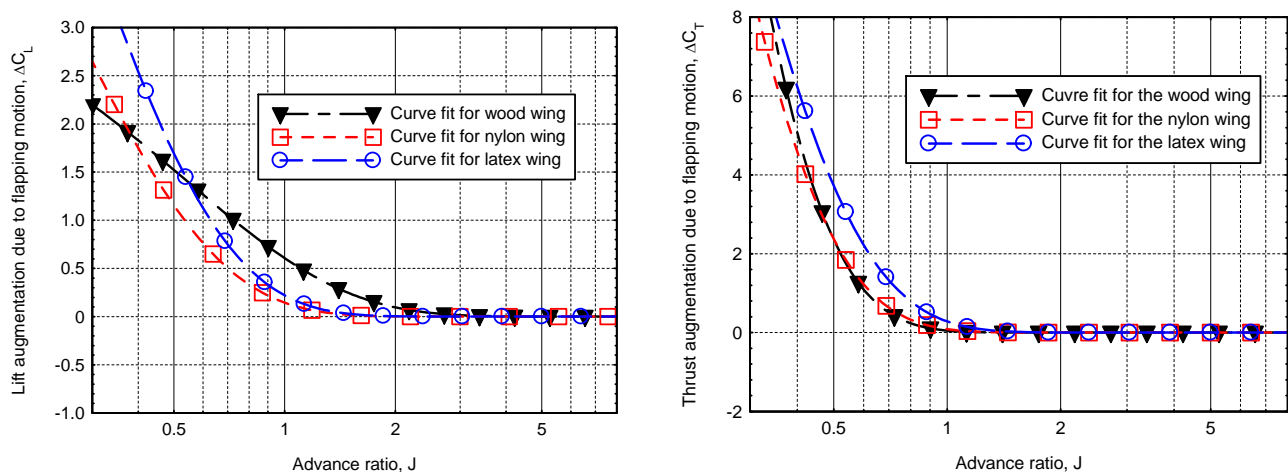 Lift augmentation due to flapping motion, ΔC_L
3.0
2.5
2.0
1.5
1.0
0.5
0
-0.5
-1.0
Curve fit for wood wing
Curve fit for nylon wing
Curve fit for latex wing
0.5
1
2
5
Advance ratio, J
Thrust augmentation due to flapping motion, ΔC_T
8
6
4
2
0
-2
Cuvre fit for the wood wing
Curve fit for the nylon wing
Curve fit for the latex wing
0.5
1
2
5
Advance ratio, J